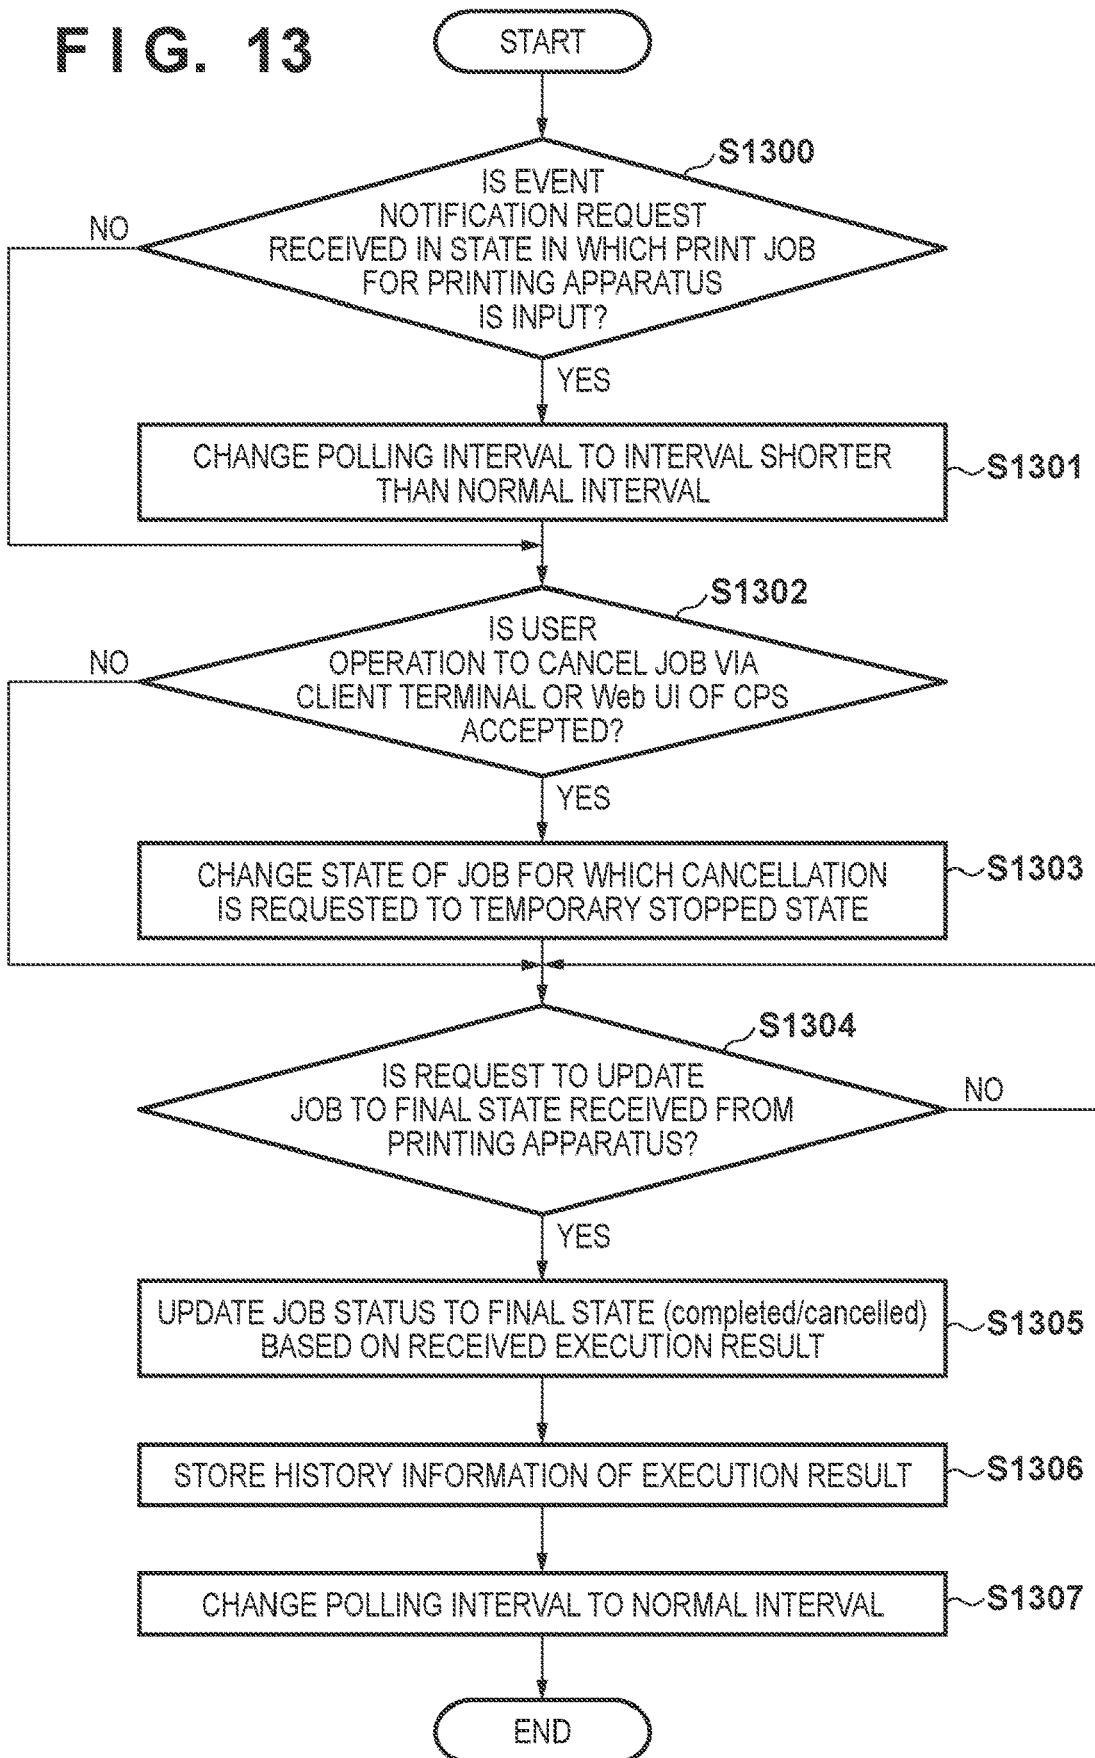 FIG. 13
START
S1300
IS EVENT
NOTIFICATION REQUEST
RECEIVED IN STATE IN WHICH PRINT JOB
FOR PRINTING APPARATUS
IS INPUT?
NO
YES
CHANGE POLLING INTERVAL TO INTERVAL SHORTER
THAN NORMAL INTERVAL
S1301
S1302
IS USER
OPERATION TO CANCEL JOB VIA
CLIENT TERMINAL OR Web UI OF CPS
ACCEPTED?
NO
YES
CHANGE STATE OF JOB FOR WHICH CANCELLATION
IS REQUESTED TO TEMPORARY STOPPED STATE
S1303
S1304
IS REQUEST TO UPDATE
JOB TO FINAL STATE RECEIVED FROM
PRINTING APPARATUS?
NO
YES
UPDATE JOB STATUS TO FINAL STATE (completed/cancelled)
BASED ON RECEIVED EXECUTION RESULT
S1305
STORE HISTORY INFORMATION OF EXECUTION RESULT
S1306
CHANGE POLLING INTERVAL TO NORMAL INTERVAL
S1307
END